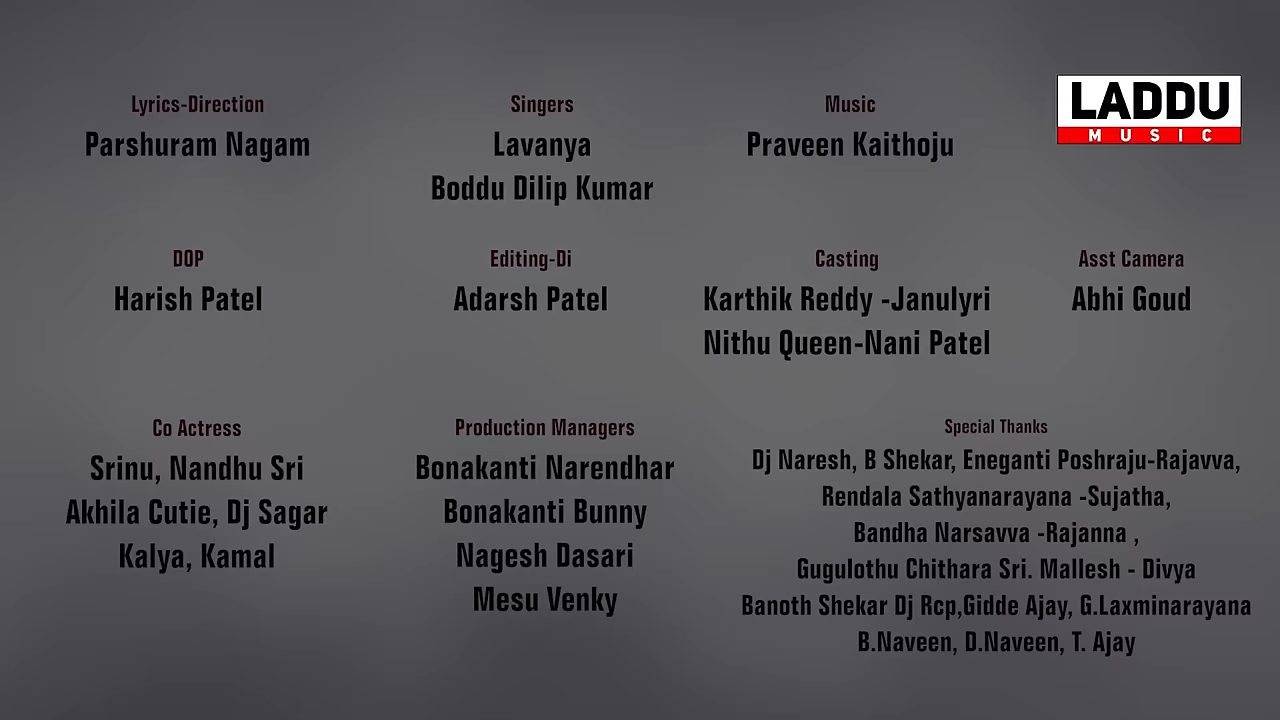 Lyrics-Direction
Parshuram Nagam
Singers
Lavanya
Boddu Dilip Kumar
Music
Praveen Kaithoju
LADDU
MUSIC
DOP
Harish Patel
Editing-Di
Adarsh Patel
Casting
Karthik Reddy -Janulyri
Nithu Queen-Nani Patel
Asst Camera
Abhi Goud
Co Actress
Srinu, Nandhu Sri
Akhila Cutie, Dj Sagar
Kalya, Kamal
Production Managers
Bonakanti Narendhar
Bonakanti Bunny
Nagesh Dasari
Mesu Venky
Special Thanks
Dj Naresh, B Shekar, Eneganti Poshraju-Rajavva,
Rendala Sathyanarayana -Sujatha,
Bandha Narsavva -Rajanna ,
Gugulothu Chithara Sri. Mallesh - Divya
Banoth Shekar Dj Rcp,Gidde Ajay, G.Laxminarayana
B.Naveen, D.Naveen, T. Ajay